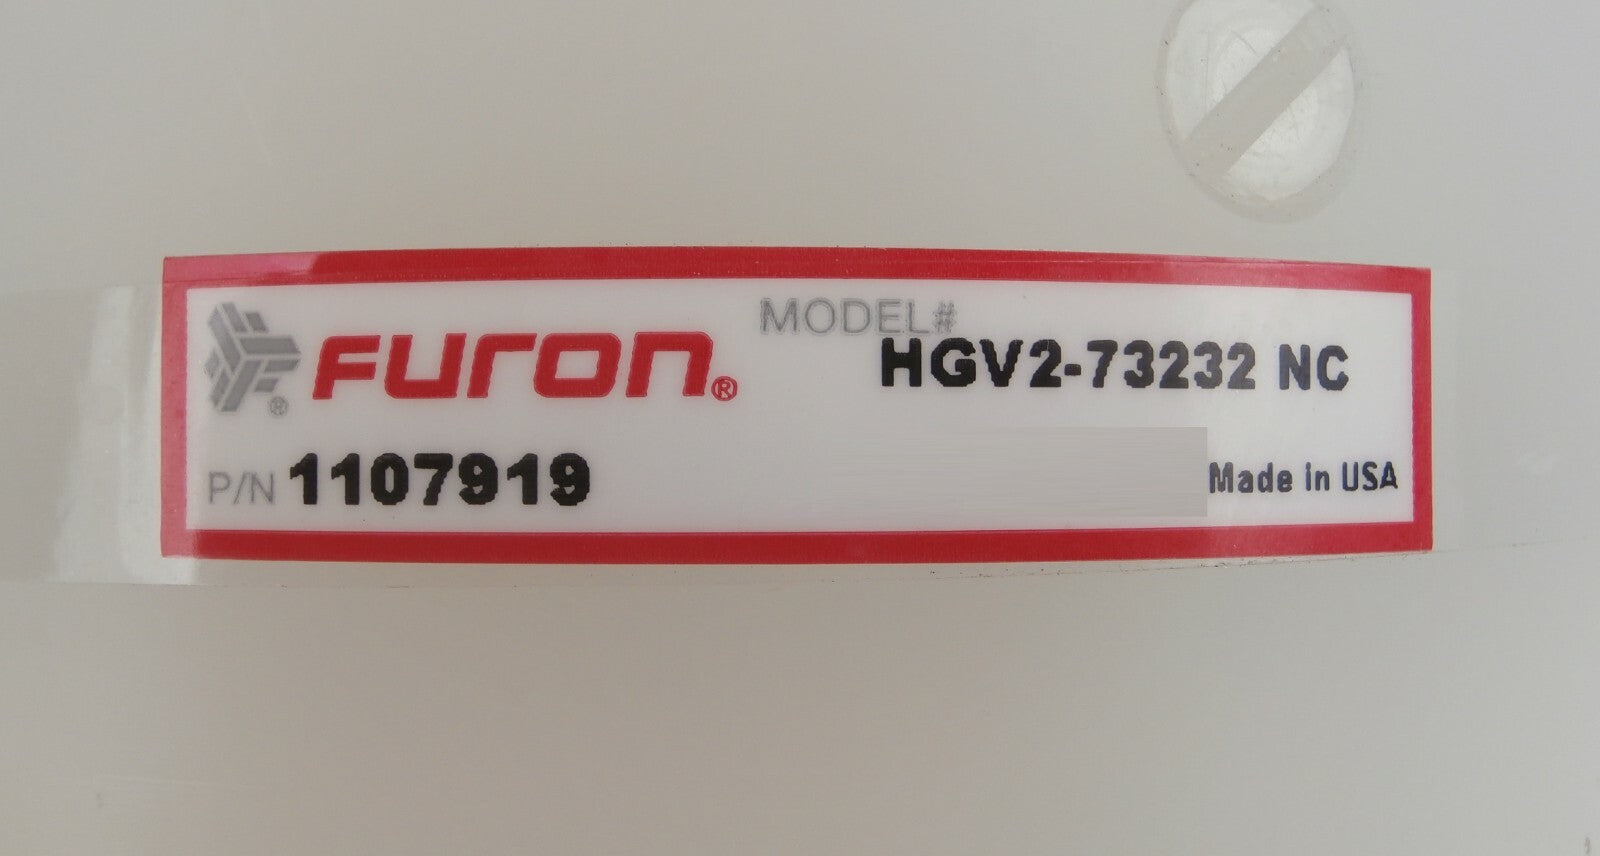 FURON®
MODEL#
HGV2-73232 NC
P/N 1107919
Made in USA